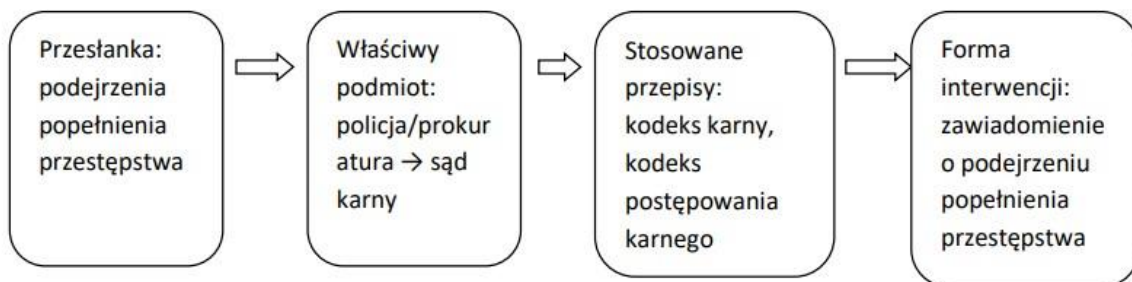 Przesłanka:
podejrzenia
popełnienia
przestępstwa
Właściwy
podmiot:
policja/prokur
atura → sąd
karny
Stosowane
przepisy:
kodeks karny,
kodeks
postępowania
karnego
Forma
interwencji:
zawiadomienie
o podejrzeniu
popełnienia
przestępstwa